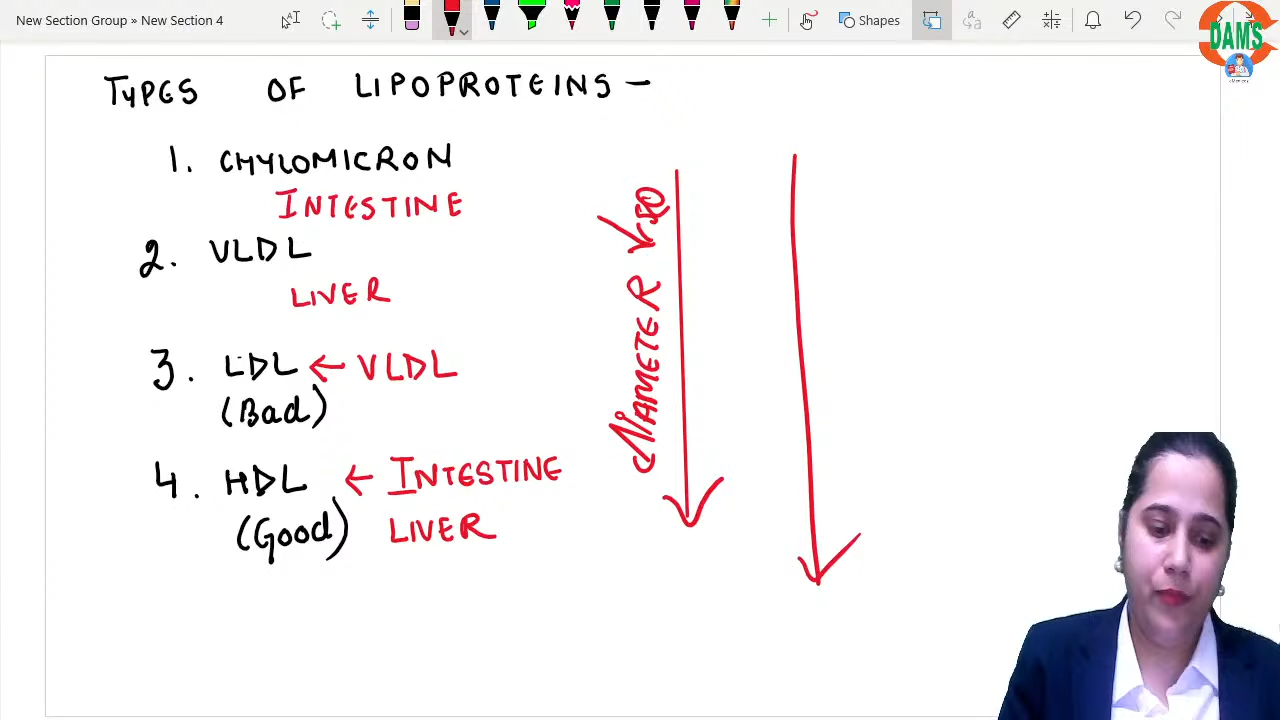 New Section Group » New Section 4
Shapes
DAMS
TYPES OF LIPOPROTEINS —
1. CHYLOMICRON
INTESTINE
2. VLDL
LIVER
3. LDL ← VLDL
(Bad)
4. HDL ← INTESTINE
(Good) LIVER
DIAMETER